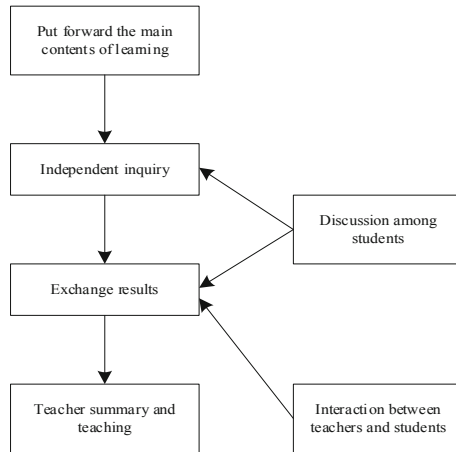 Put forward the main
contents of learning
Independent inquiry
Discussion among
students
Exchange results
Teacher summary and
teaching
Interaction between
teachers and students